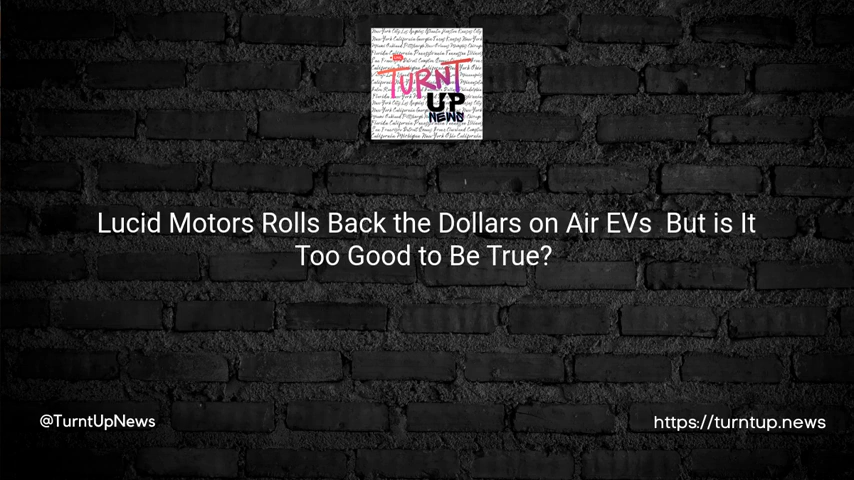 TURNT
UP
NEWS
Lucid Motors Rolls Back the Dollars on Air EVs  But is It
Too Good to Be True?
@TurntUpNews
https://turntup.news